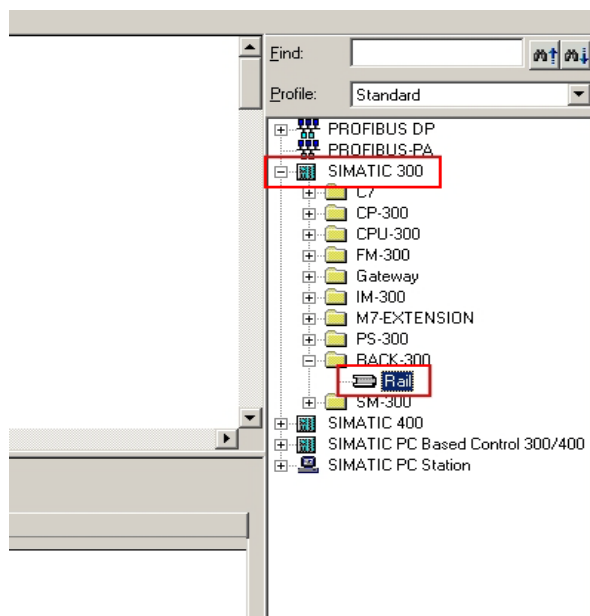 Find:
Profile: Standard
PROFIBUS DP
PROFIBUS-PA
SIMATIC 300
C7
CP-300
CPU-300
FM-300
Gateway
IM-300
M7-EXTENSION
PS-300
RACK-300
Rail
SM-300
SIMATIC 400
SIMATIC PC Based Control 300/400
SIMATIC PC Station